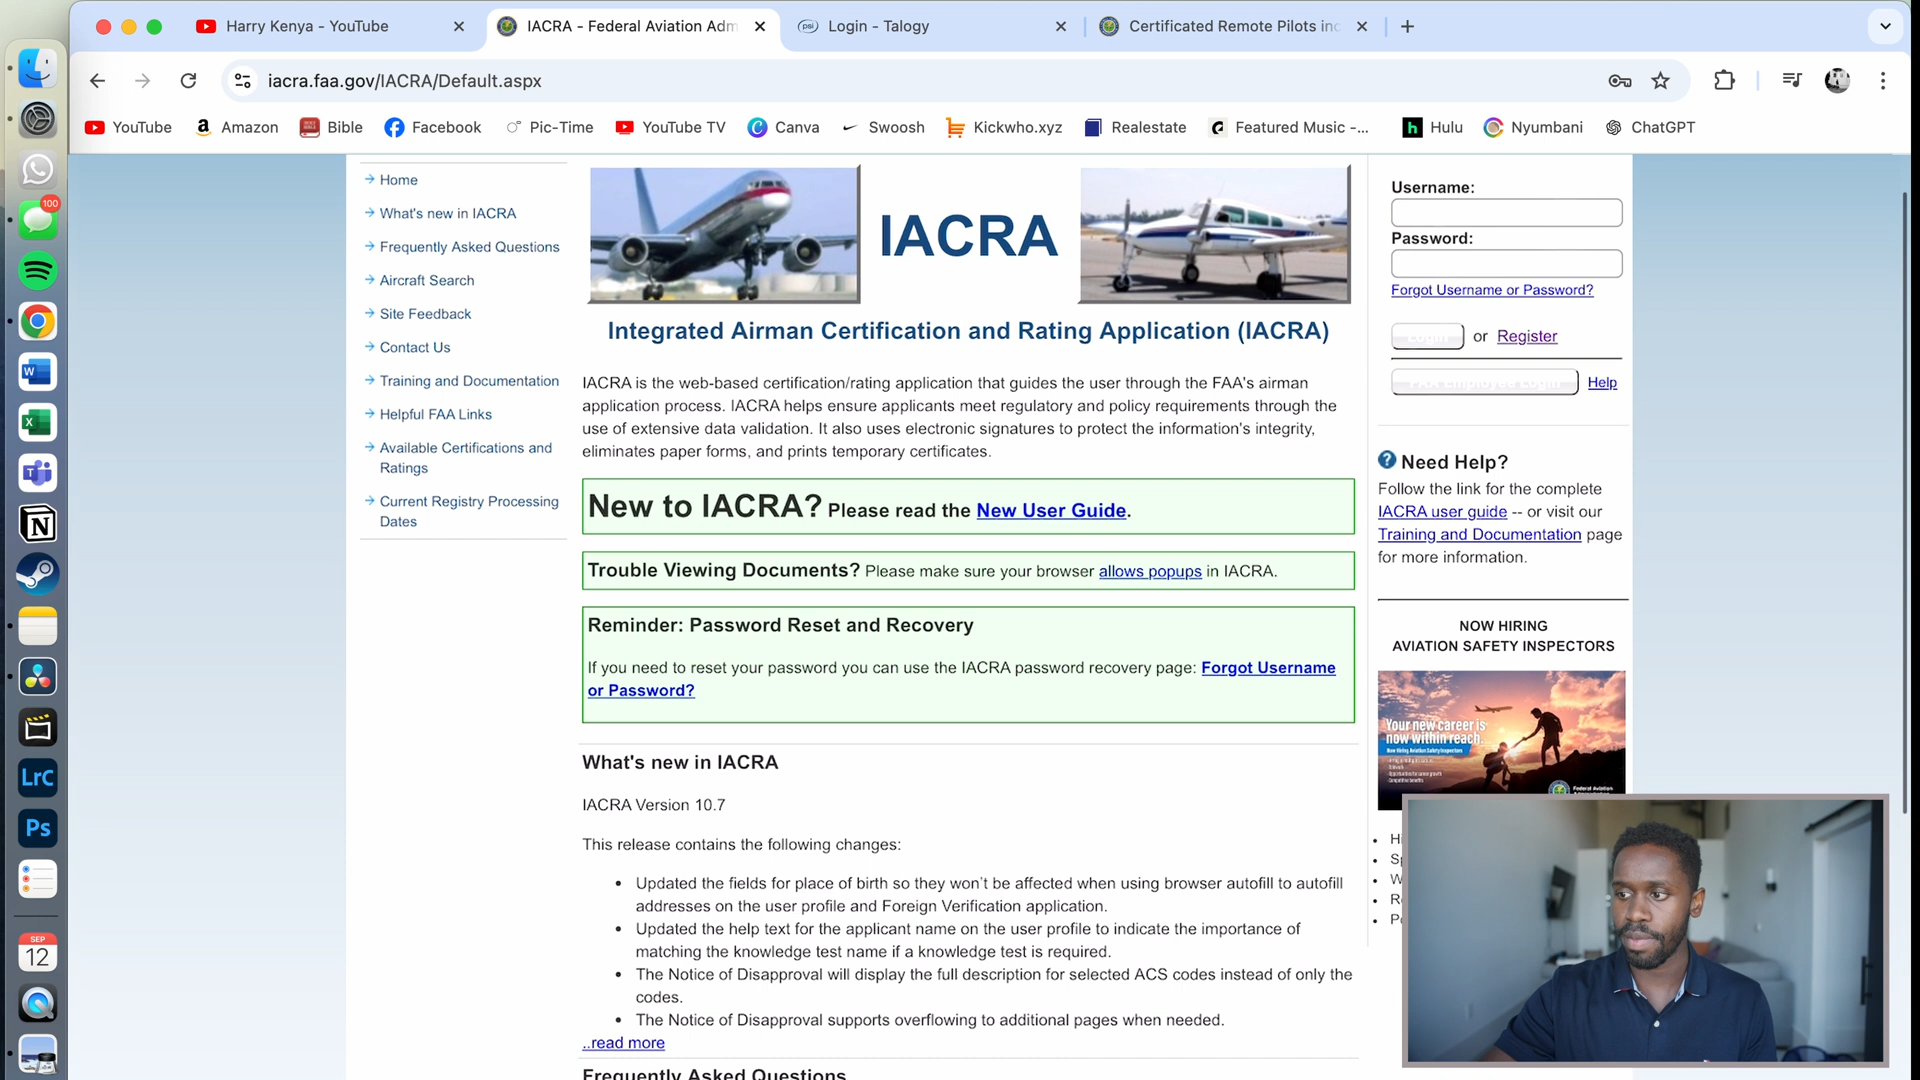 Harry Kenya - YouTube
IACRA - Federal Aviation Adm
psi
Login - Talogy
Certificated Remote Pilots inc
iacra.faa.gov/IACRA/Default.aspx
YouTube
Amazon
Bible
Facebook
Pic-Time
YouTube TV
Canva
Swoosh
Kickwho.xyz
Realestate
Featured Music -...
Hulu
Nyumbani
ChatGPT
100
LrC
Ps
SEP
12
Home
What's new in IACRA
Frequently Asked Questions
Aircraft Search
Site Feedback
Contact Us
Training and Documentation
Helpful FAA Links
Available Certifications and
Ratings
Current Registry Processing
Dates
IACRA
Integrated Airman Certification and Rating Application (IACRA)
IACRA is the web-based certification/rating application that guides the user through the FAA's airman
application process. IACRA helps ensure applicants meet regulatory and policy requirements through the
use of extensive data validation. It also uses electronic signatures to protect the information's integrity,
eliminates paper forms, and prints temporary certificates.
New to IACRA? Please read the New User Guide.
Trouble Viewing Documents? Please make sure your browser allows popups in IACRA.
Reminder: Password Reset and Recovery
If you need to reset your password you can use the IACRA password recovery page: Forgot Username
or Password?
What's new in IACRA
IACRA Version 10.7
This release contains the following changes:
Updated the fields for place of birth so they won't be affected when using browser autofill to autofill
addresses on the user profile and Foreign Verification application.
Updated the help text for the applicant name on the user profile to indicate the importance of
matching the knowledge test name if a knowledge test is required.
The Notice of Disapproval will display the full description for selected ACS codes instead of only the
codes.
The Notice of Disapproval supports overflowing to additional pages when needed.
..read more
Frequently Asked Questions
Username:
Password:
Forgot Username or Password?
Login or Register
FAA Employee Login Help
Need Help?
Follow the link for the complete
IACRA user guide -- or visit our
Training and Documentation page
for more information.
NOW HIRING
AVIATION SAFETY INSPECTORS
Your new career is
now within reach...
Now Hiring Aviation Safety Inspectors
Federal Aviation